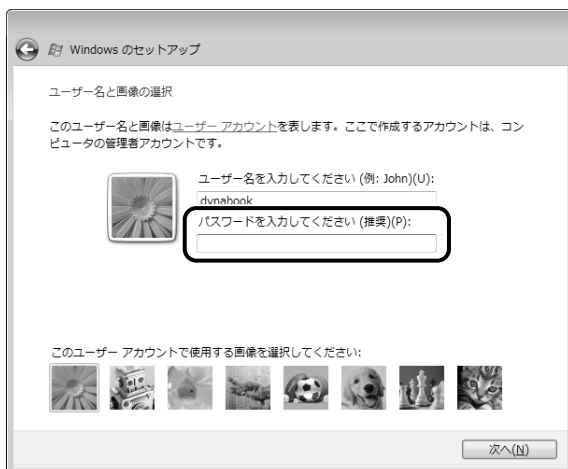 Windows のセットアップ
ユーザー名と画像の選択
このユーザー名と画像はユーザー アカウントを表します。ここで作成するアカウントは、コン
ピュータの管理者アカウントです。
ユーザー名を入力してください (例: John)(U):
dynabook
パスワードを入力してください (推奨)(P):
このユーザー アカウントで使用する画像を選択してください:
次へ(N)